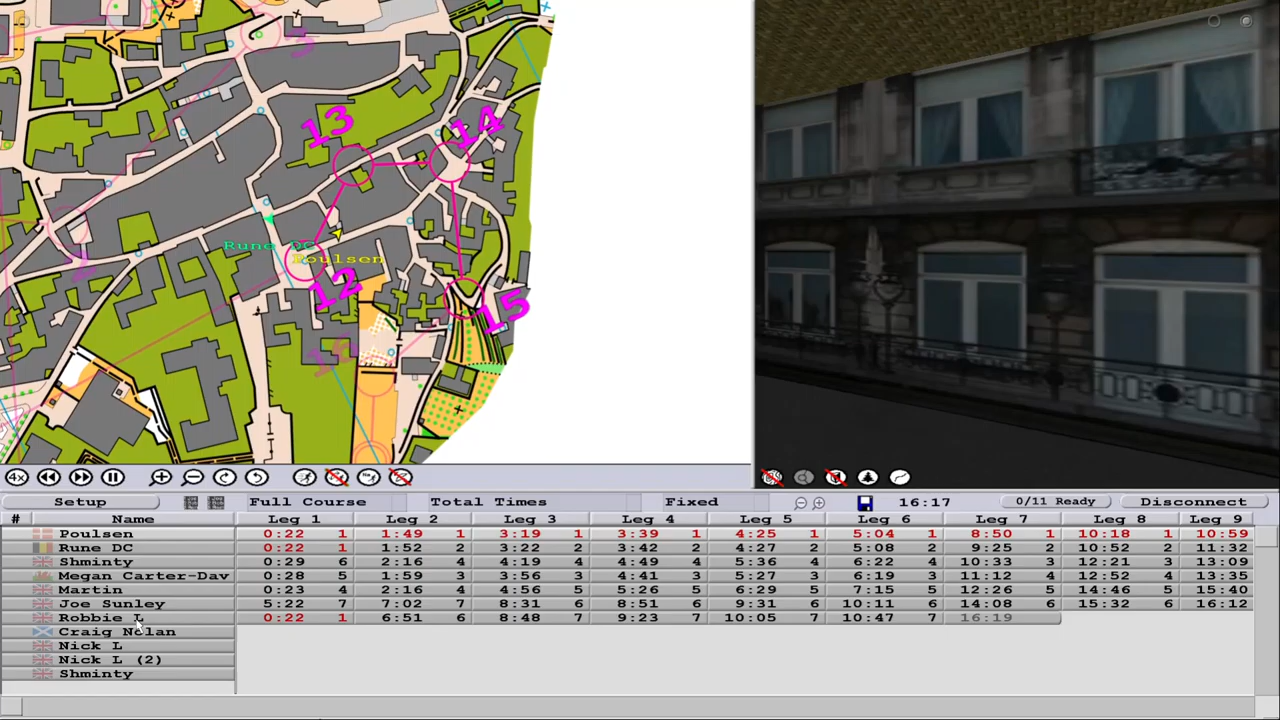 13
14
Rune DC
Poulsen
12
15
16
4x
Setup Full Course Total Times Fixed 16:17 0/11 Ready Disconnect
# Name Leg 1 Leg 2 Leg 3 Leg 4 Leg 5 Leg 6 Leg 7 Leg 8 Leg 9
Poulsen 0:22 1 1:49 1 3:19 1 3:39 1 4:25 1 5:04 1 8:50 1 10:18 1 10:59
Rune DC 0:22 1 1:52 2 3:22 2 3:42 2 4:27 2 5:08 2 9:25 2 10:52 2 11:32
Shminty 0:29 6 2:16 4 4:19 4 4:49 4 5:36 4 6:22 4 10:33 3 12:21 3 13:09
Megan Carter-Dav 0:28 5 1:59 3 3:56 3 4:41 3 5:27 3 6:19 3 11:12 4 12:52 4 13:35
Martin 0:23 4 2:16 4 4:56 5 5:26 5 6:29 5 7:15 5 12:26 5 14:46 5 15:40
Joe Sunley 5:22 7 7:02 7 8:31 6 8:51 6 9:31 6 10:11 6 14:08 6 15:32 6 16:12
Robbie L 0:22 1 6:51 6 8:48 7 9:23 7 10:05 7 10:47 7 16:19
Craig Nolan
Nick L
Nick L (2)
Shminty